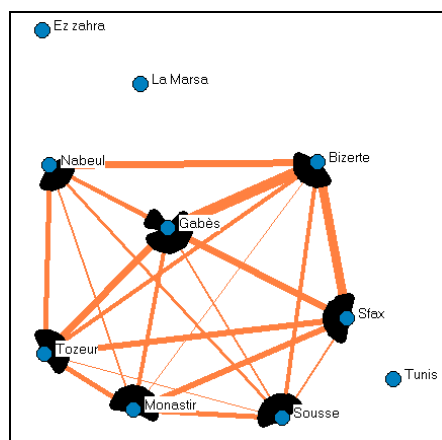 Ez zahra
La Marsa
Nabeul
Bizerte
Gabès
Sfax
Tozeur
Tunis
Monastir
Sousse